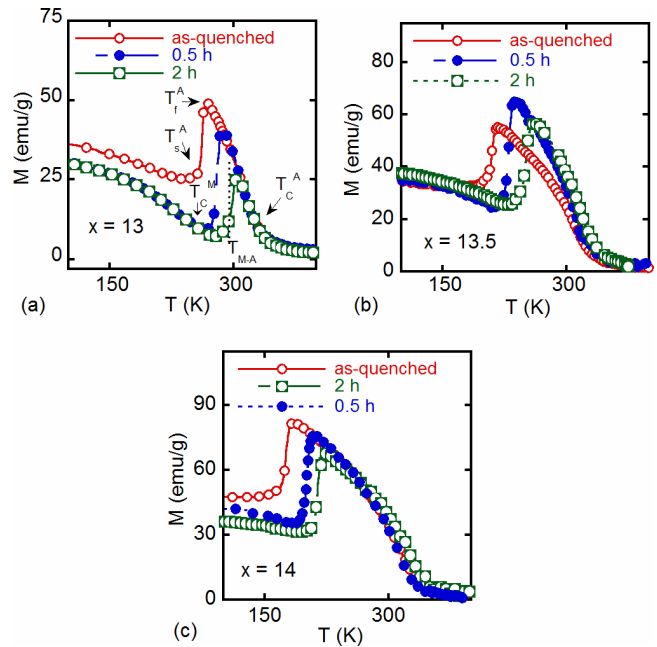 75
50
25
0
M (emu/g)
as-quenched
0.5 h
2 h
T_f^A
T_s^A
T_C^M
T_C^A
T_M-A
x = 13
150
300
T (K)
(a)
80
60
40
20
0
M (emu/g)
as-quenched
0.5 h
2 h
x = 13.5
150
300
T (K)
(b)
90
60
30
0
M (emu/g)
as-quenched
2 h
0.5 h
x = 14
150
300
T (K)
(c)